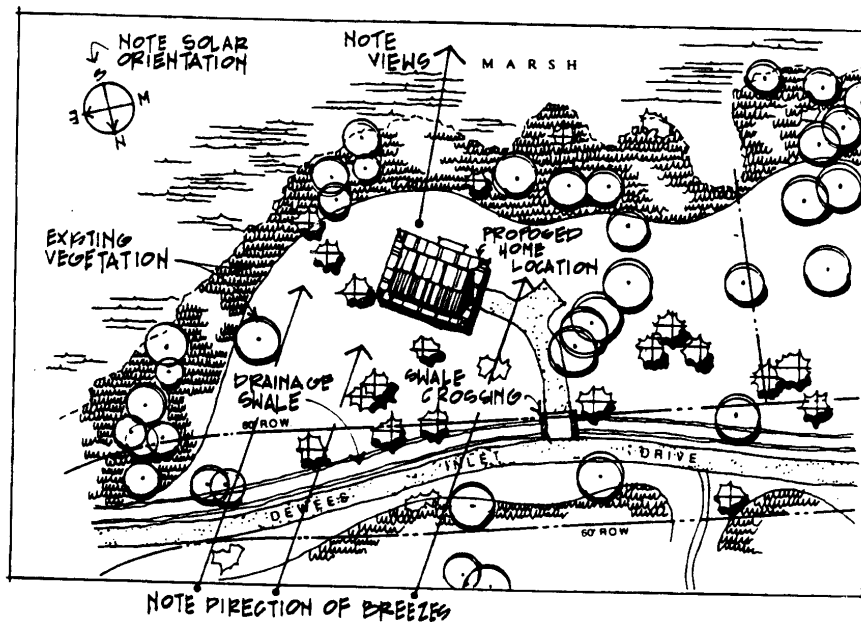 NOTE SOLAR
ORIENTATION
S
W
E
N
NOTE
VIEWS
MARSH
EXISTING
VEGETATION
PROPOSED
HOME
LOCATION
DRAINAGE
SWALE
SWALE
CROSSING
60' ROW
DEWEES INLET DRIVE
60' ROW
NOTE DIRECTION OF BREEZES